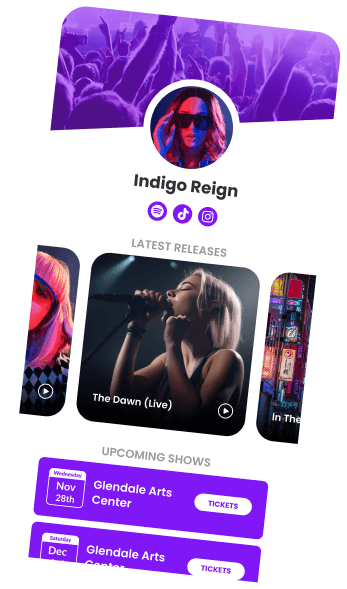 Indigo Reign
LATEST RELEASES
The Dawn (Live)
In The
UPCOMING SHOWS
Wednesday
Nov
28th
Glendale Arts
Center
TICKETS
Saturday
Dec
Glendale Arts
Center
TICKETS